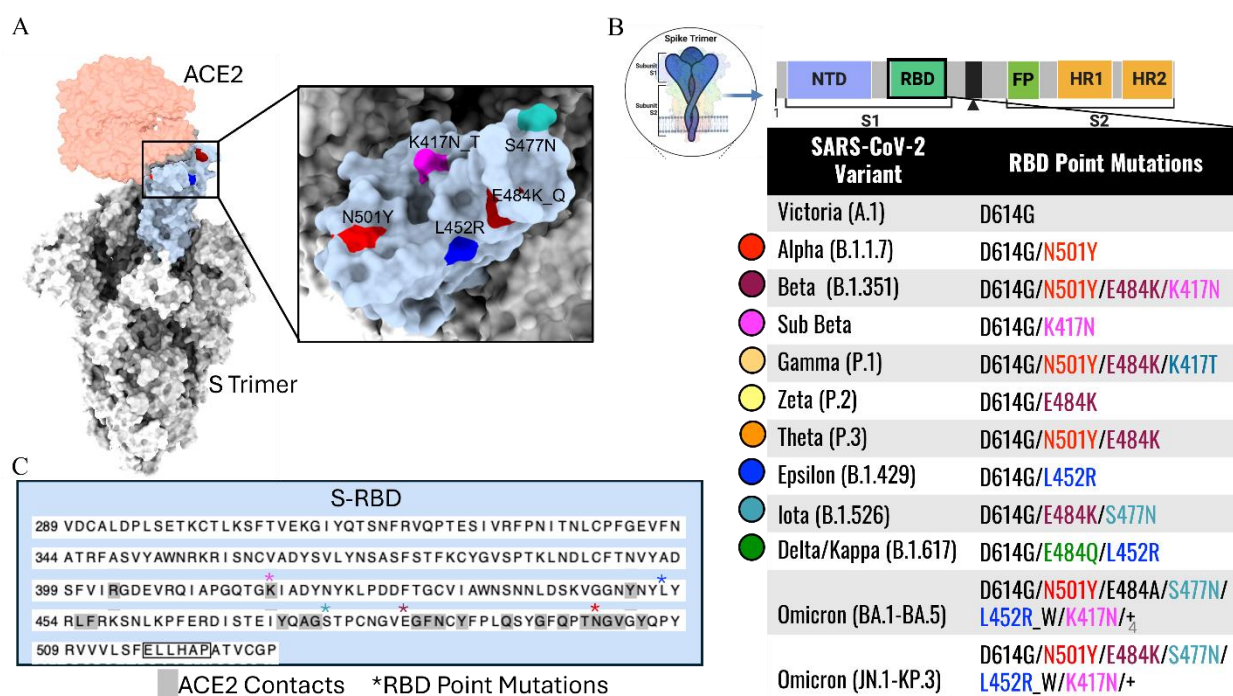 A
ACE2
K417N_T
S477N
E484K_Q
N501Y
L452R
S Trimer
B
Spike Trimer
Subunit S1
Subunit S2
NTD
RBD
FP
HR1
HR2
1
S1
S2
SARS-CoV-2 Variant
RBD Point Mutations
Victoria (A.1)
D614G
Alpha (B.1.1.7)
D614G/N501Y
Beta (B.1.351)
D614G/N501Y/E484K/K417N
Sub Beta
D614G/K417N
Gamma (P.1)
D614G/N501Y/E484K/K417T
Zeta (P.2)
D614G/E484K
Theta (P.3)
D614G/N501Y/E484K
Epsilon (B.1.429)
D614G/L452R
Iota (B.1.526)
D614G/E484K/S477N
Delta/Kappa (B.1.617)
D614G/E484Q/L452R
Omicron (BA.1-BA.5)
D614G/N501Y/E484A/S477N/
L452R_W/K417N/+
4
Omicron (JN.1-KP.3)
D614G/N501Y/E484K/S477N/
L452R_W/K417N/+
C
S-RBD
289 VDCALDPLSETKCTLKSFTVEKGIYQTSNFRVQPTESIVRFPNITNLCPFGEVFN
344 ATRFASVYAWNRKRISNCVADYSVLYNSASFSTFKCYGVSPTKLNDLCFTNVYAD
* *
399 SFVIRGDEVRQIAPGQTGKIADYNYKLPDDFTGCVIAWNSNNLDSKVGGNYNYLY
* * *
454 RLFRKSNLKPFERDISTEIYQAGSTPCNGVEGFNCYFPLQSYGFQPTNGVGYQPY
509 RVVVLSFELLHAPATVCGP
ACE2 Contacts *RBD Point Mutations